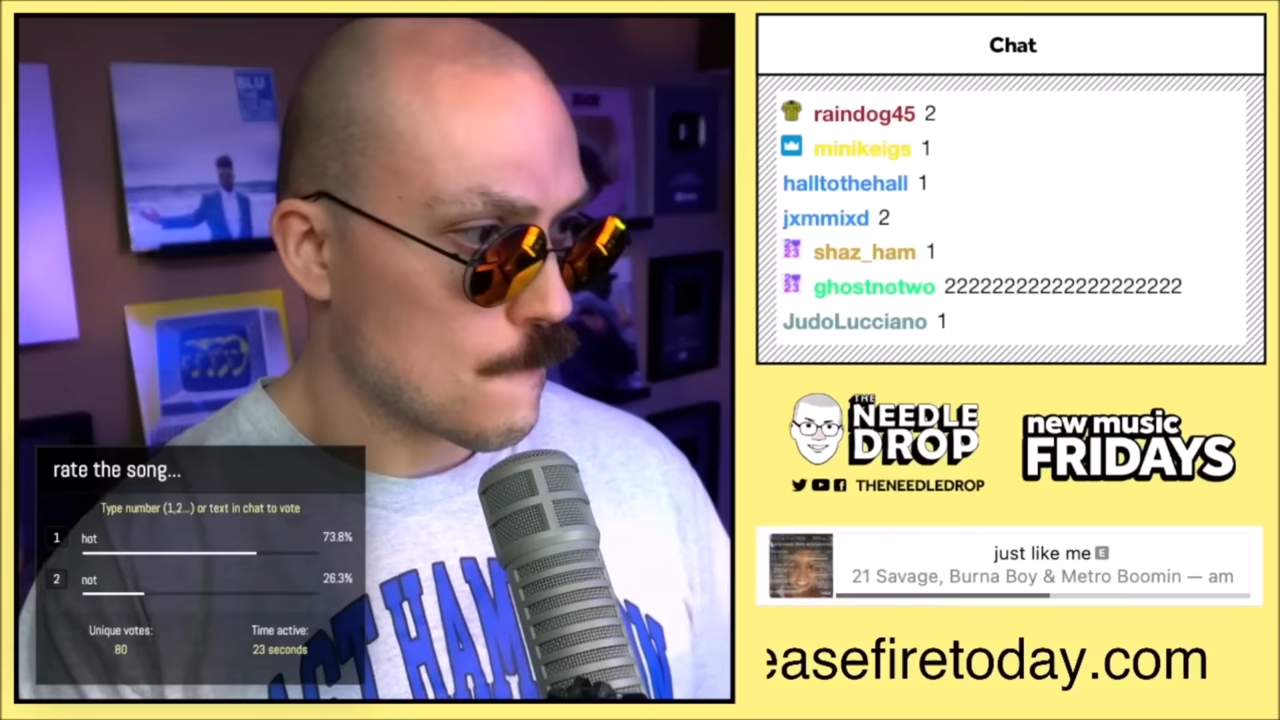 BLU
rate the song...
Type number (1,2...) or text in chat to vote
1 hot 73.8%
2 not 26.3%
Unique votes: Time active:
80 23 seconds
Chat
raindog45 2
minikeigs 1
halltothehall 1
jxmmixd 2
shaz_ham 1
ghostnotwo 22222222222222222222
JudoLucciano 1
THE
NEEDLE
DROP
THENEEDLEDROP
new music
FRIDAYS
just like me E
21 Savage, Burna Boy & Metro Boomin — am
easefiretoday.com